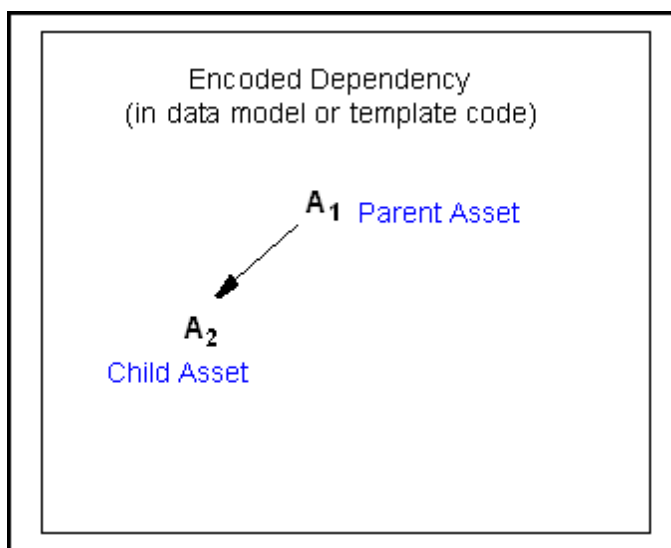 Encoded Dependency
(in data model or template code)
A₁ Parent Asset
A₂
Child Asset